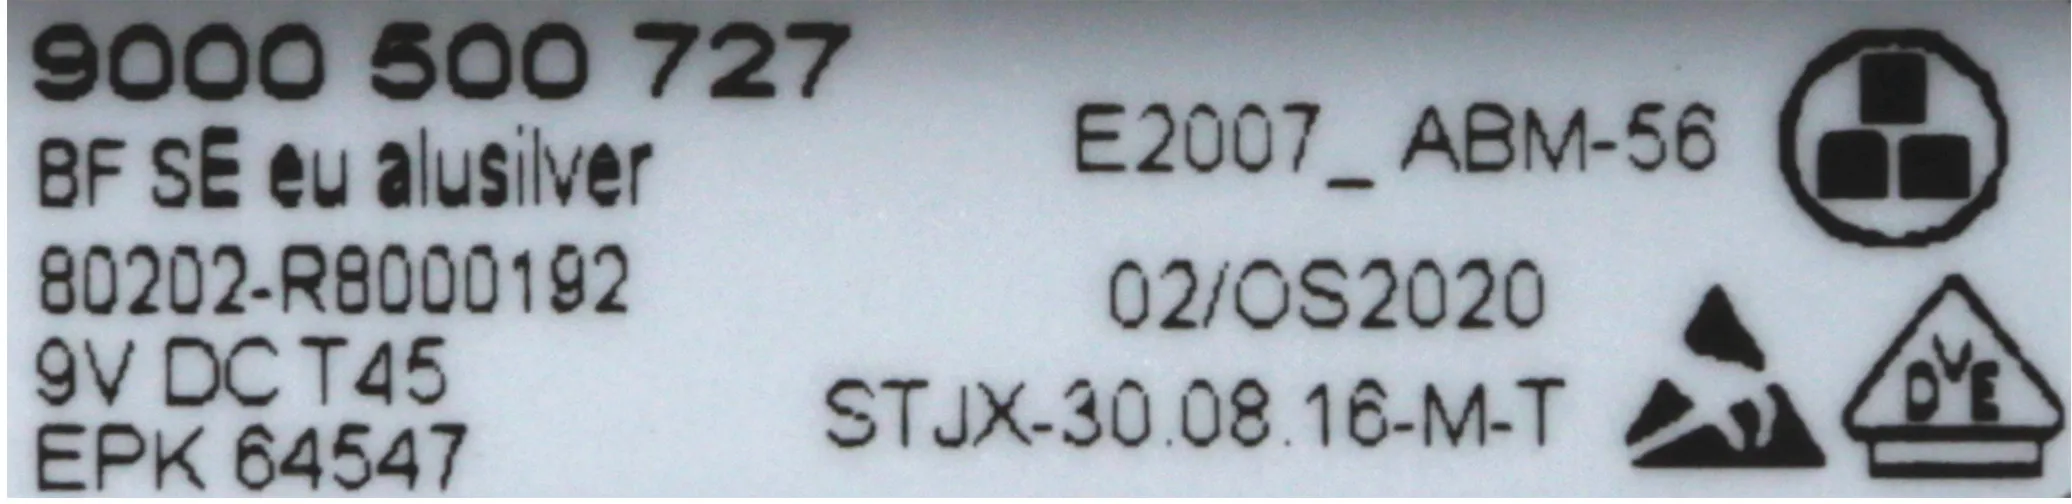 9000 500 727
BF SE eu alusilver
80202-R8000192
9V DC T45
EPK 64547
E2007_ ABM-56
02/OS2020
STJX-30.08.16-M-T
DVE